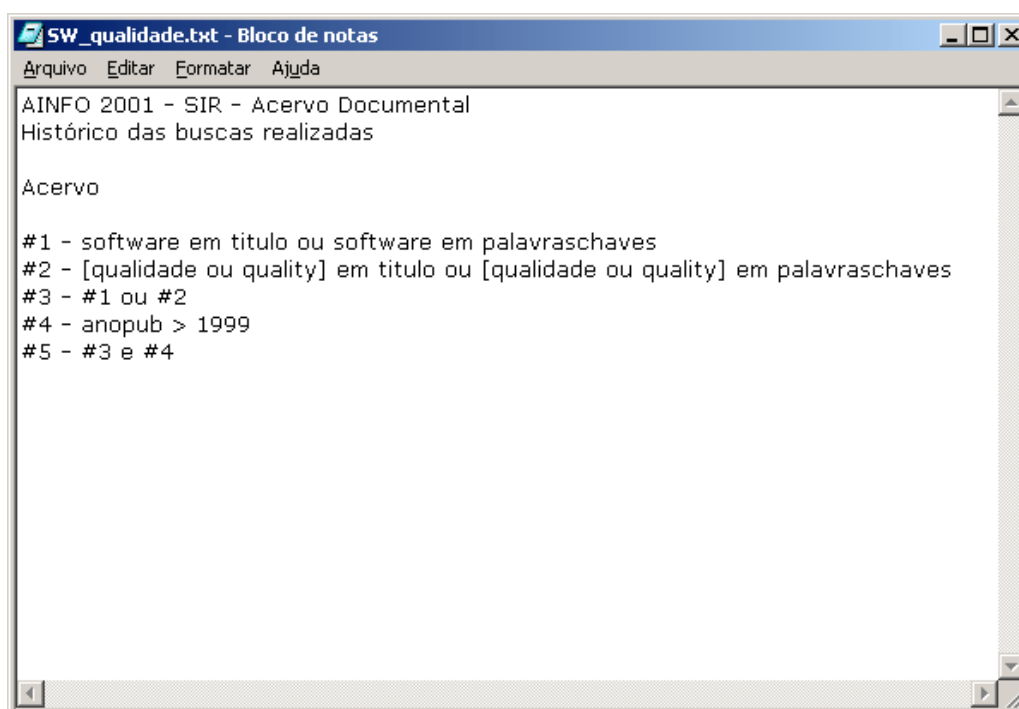 SW_qualidade.txt - Bloco de notas
Arquivo Editar Formatar Ajuda
AINFO 2001 - SIR - Acervo Documental
Histórico das buscas realizadas
Acervo
#1 - software em titulo ou software em palavraschaves
#2 - [qualidade ou quality] em titulo ou [qualidade ou quality] em palavraschaves
#3 - #1 ou #2
#4 - anopub > 1999
#5 - #3 e #4